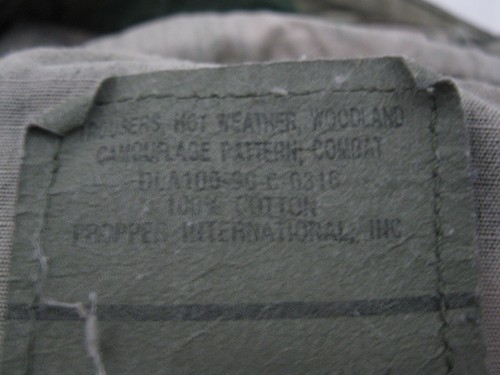 TROUSERS, HOT WEATHER, WOODLAND
CAMOUFLAGE PATTERN, COMBAT
DLA100-90-C-0316
100% COTTON
PROPPER INTERNATIONAL, INC